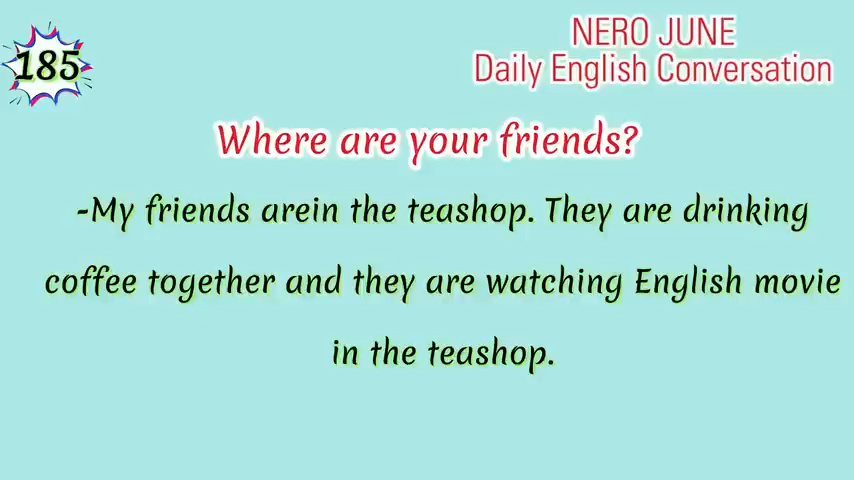 185
NERO JUNE
Daily English Conversation
Where are your friends?
-My friends arein the teashop. They are drinking
coffee together and they are watching English movie
in the teashop.